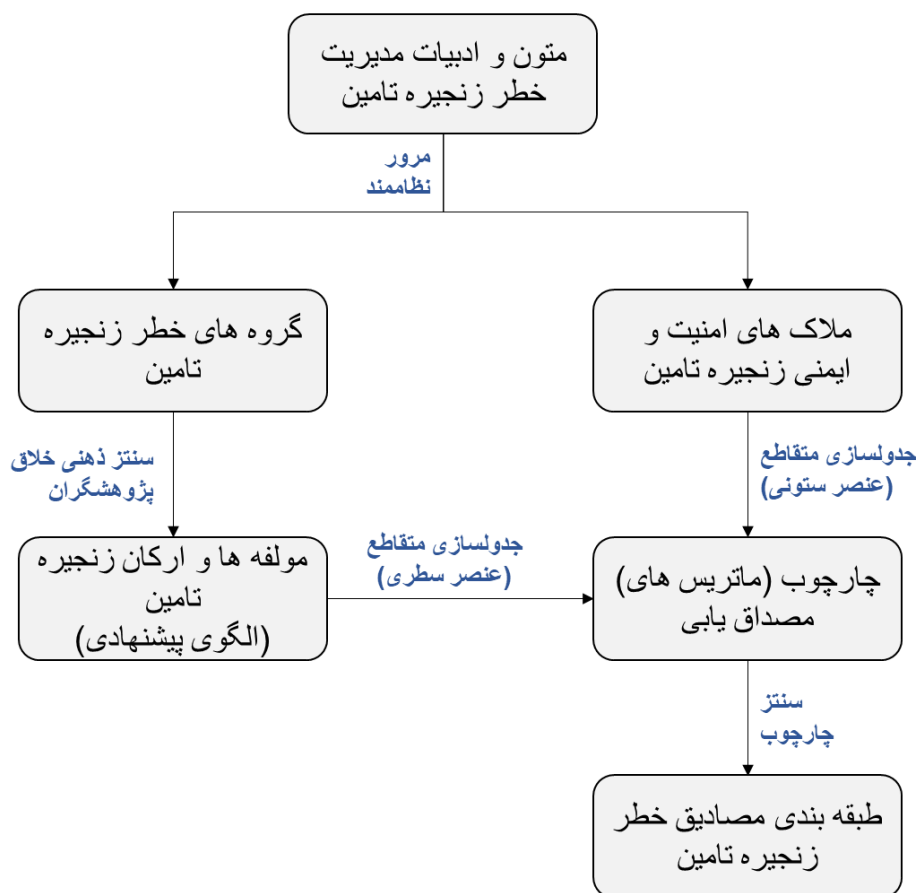 متون و ادبیات مدیریت
خطر زنجیره تامین
مرور
نظاممند
گروه های خطر زنجیره
تامین
ملاک های امنیت و
ایمنی زنجیره تامین
سنتز ذهنی خلاق
پژوهشگران
جدولسازی متقاطع
(عنصر ستونی)
مولفه ها و ارکان زنجیره
تامین
(الگوی پیشنهادی)
جدولسازی متقاطع
(عنصر سطری)
چارچوب (ماتریس های)
مصداق یابی
سنتز
چارچوب
طبقه بندی مصادیق خطر
زنجیره تامین